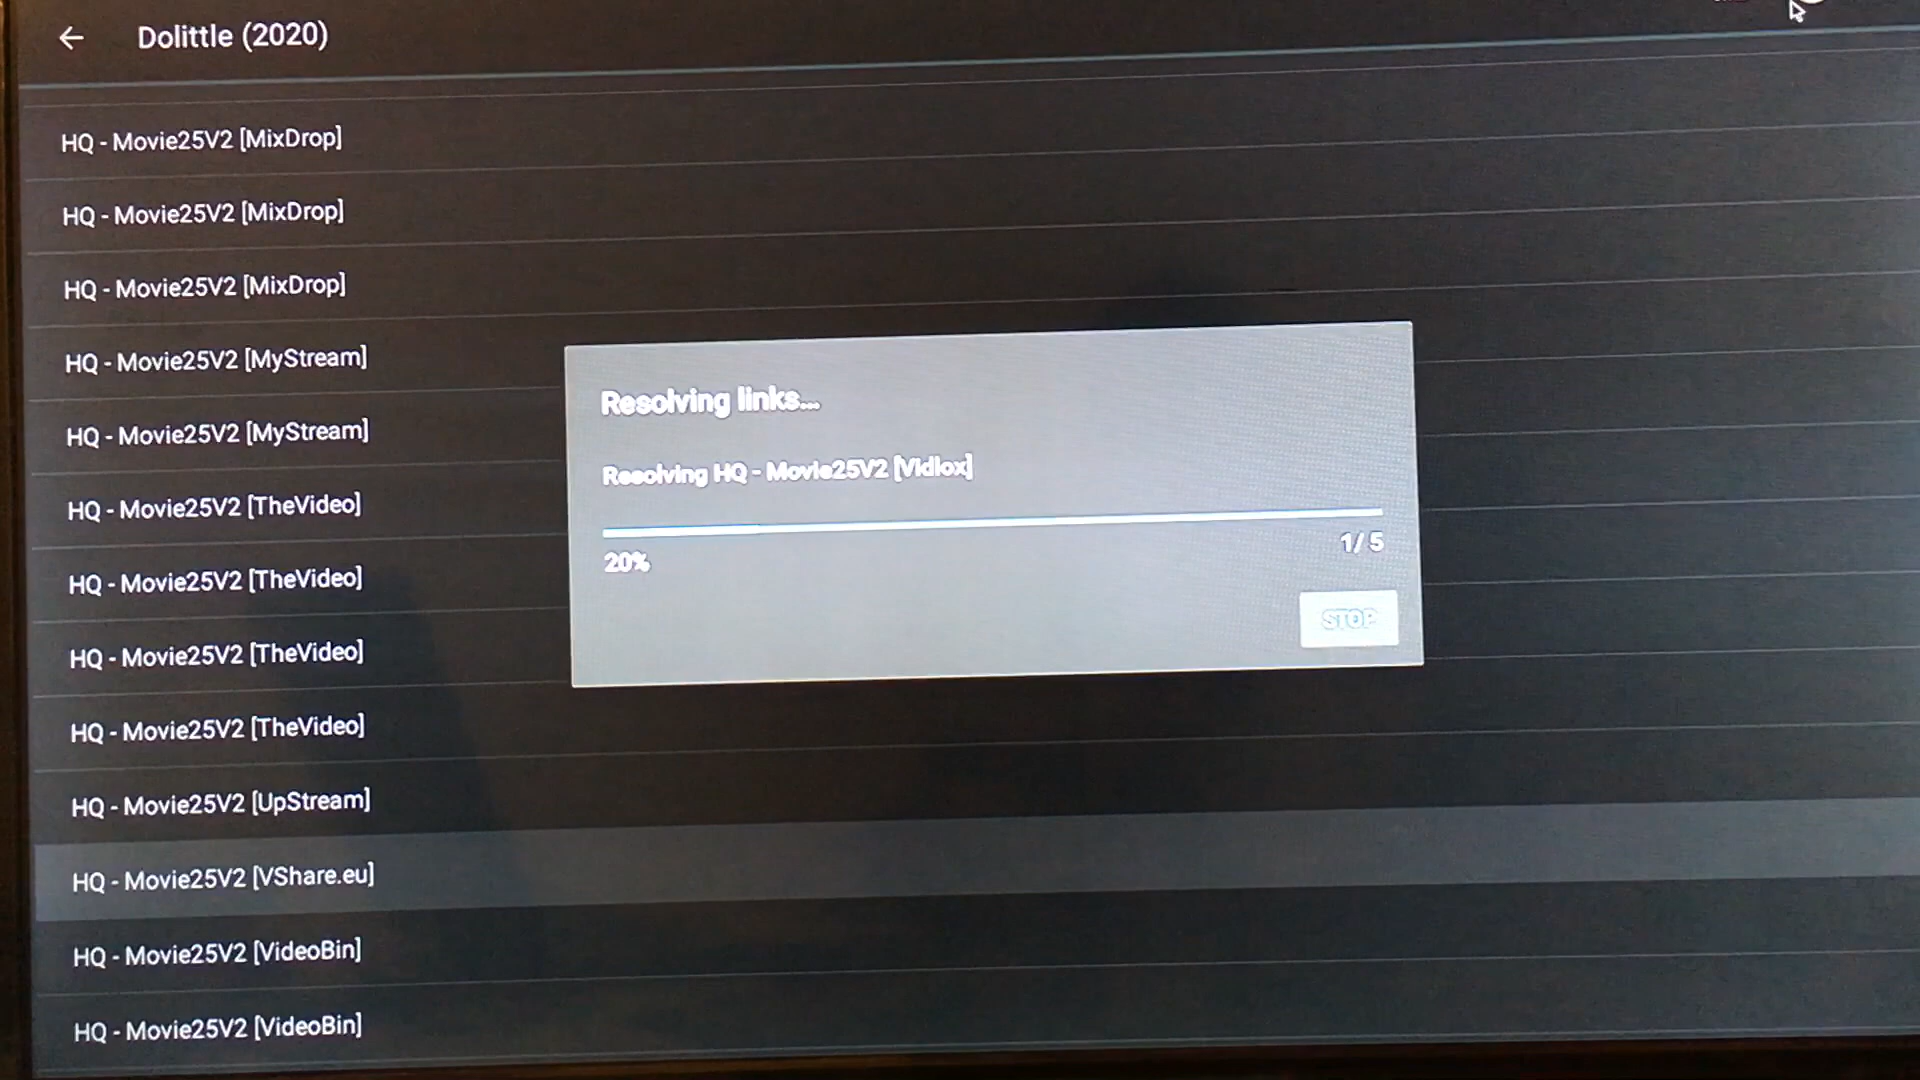 Dolittle (2020)
HQ - Movie25V2 [MixDrop]
HQ - Movie25V2 [MixDrop]
HQ - Movie25V2 [MixDrop]
HQ - Movie25V2 [MyStream]
HQ - Movie25V2 [MyStream]
HQ - Movie25V2 [TheVideo]
HQ - Movie25V2 [TheVideo]
HQ - Movie25V2 [TheVideo]
HQ - Movie25V2 [TheVideo]
HQ - Movie25V2 [UpStream]
HQ - Movie25V2 [VShare.eu]
HQ - Movie25V2 [VideoBin]
HQ - Movie25V2 [VideoBin]
Resolving links...
Resolving HQ - Movie25V2 [Vidlox]
20%
1/ 5
STOP